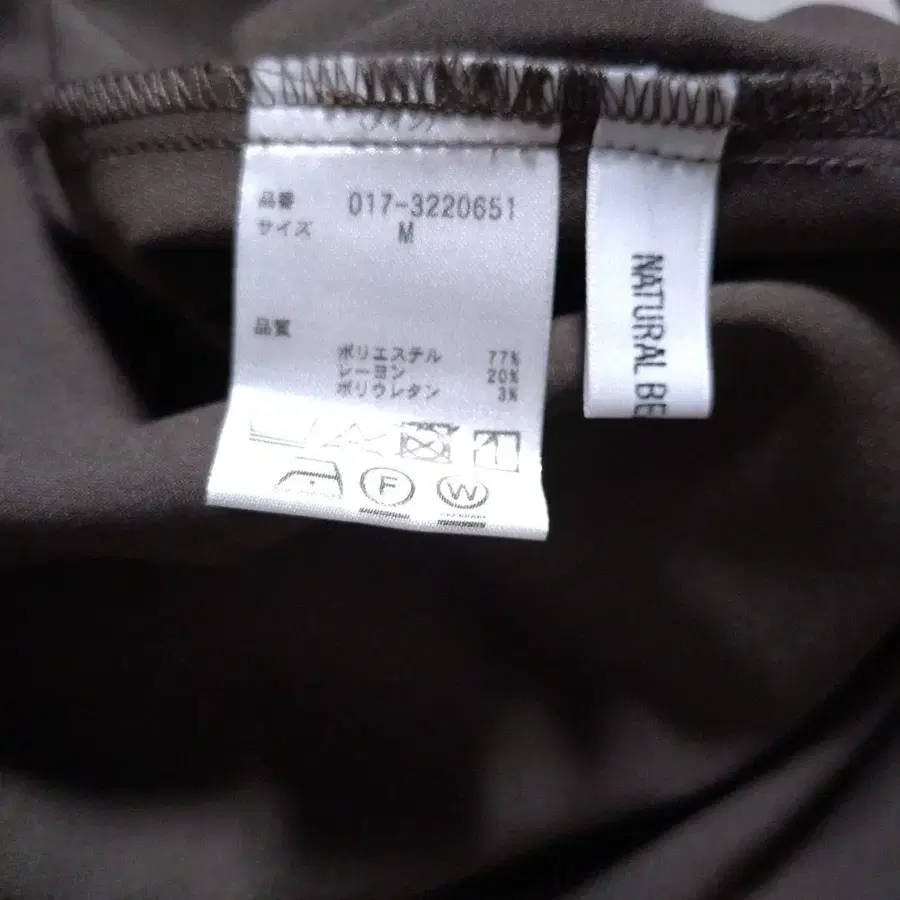 品番 017-3220651
サイズ M
品質
ポリエステル 77%
レーヨン 20%
ポリウレタン 3%
F W
NATURAL BE